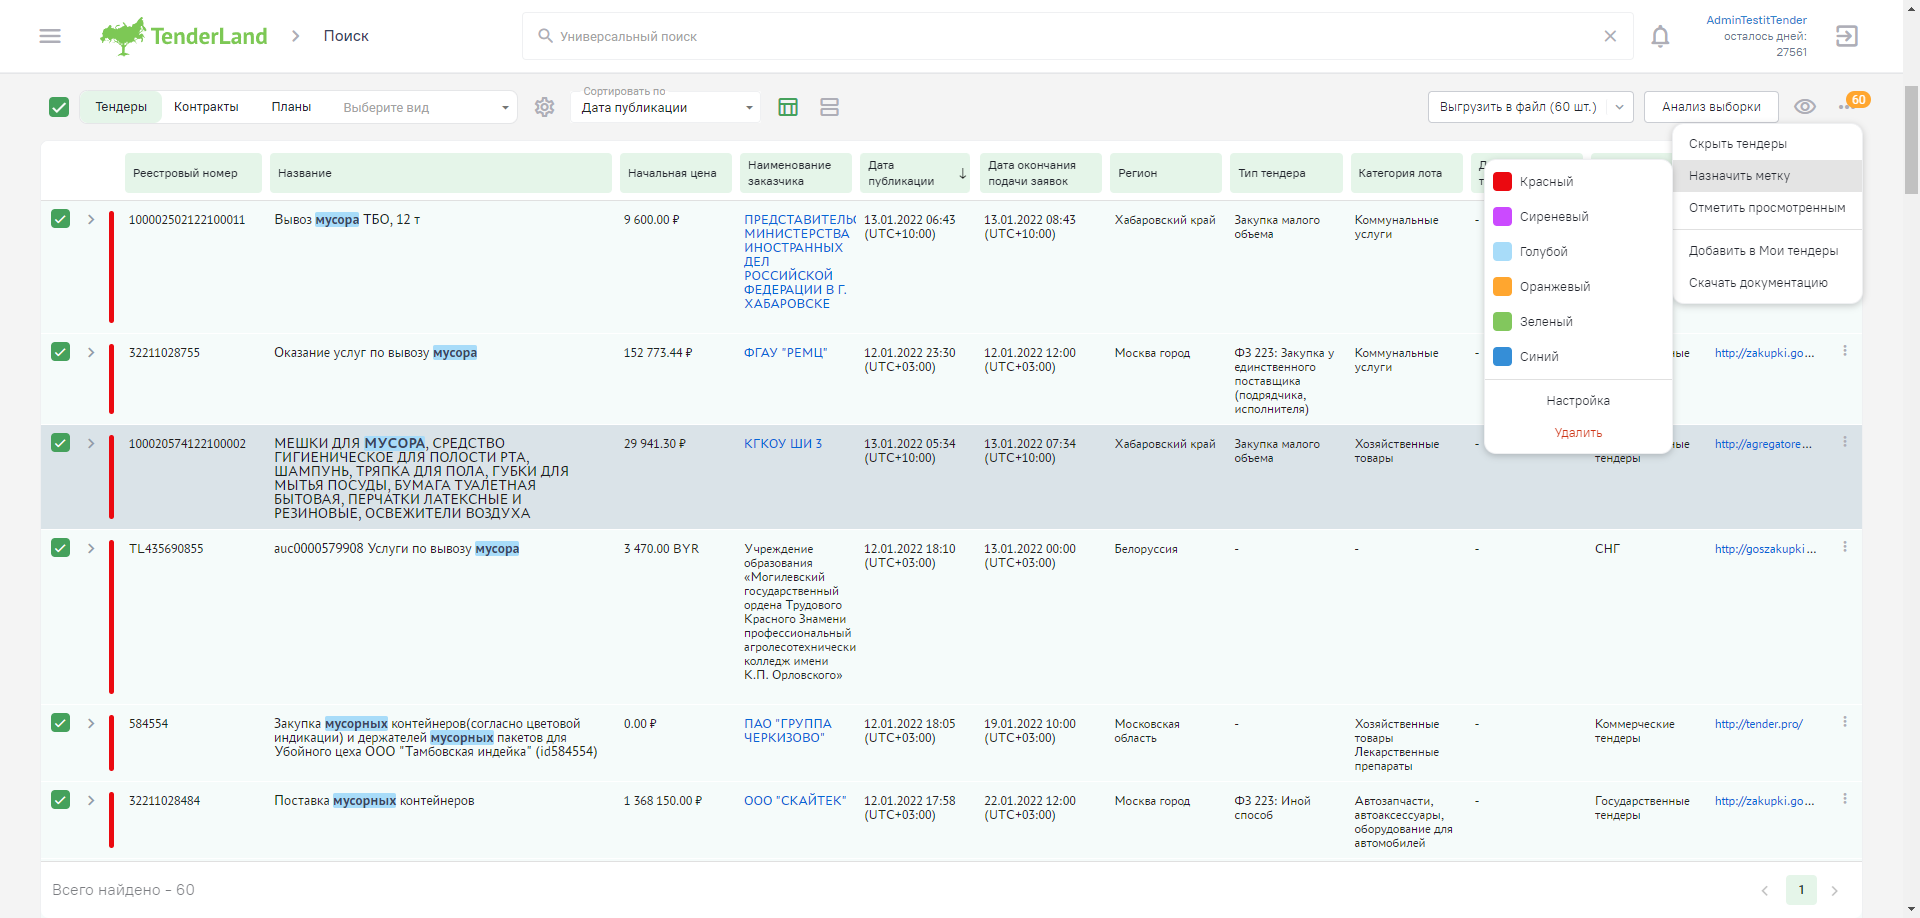 TenderLand
Поиск
Универсальный поиск
AdminTestitTender
осталось дней:
27561
Тендеры
Контракты
Планы
Выберите вид
Сортировать по
Дата публикации
Выгрузить в файл (60 шт.)
Анализ выборки
60
Скрыть тендеры
Назначить метку
Отметить просмотренным
Добавить в Мои тендеры
Скачать документацию
Красный
Сиреневый
Голубой
Оранжевый
Зеленый
Синий
Настройка
Удалить
Реестровый номер
Название
Начальная цена
Наименование
заказчика
Дата
публикации
Дата окончания
подачи заявок
Регион
Тип тендера
Категория лота
100002502122100011
Вывоз мусора ТБО, 12 т
9 600.00 ₽
ПРЕДСТАВИТЕЛЬС
МИНИСТЕРСТВА
ИНОСТРАННЫХ
ДЕЛ
РОССИЙСКОЙ
ФЕДЕРАЦИИ В Г.
ХАБАРОВСКЕ
13.01.2022 06:43
(UTC+10:00)
13.01.2022 08:43
(UTC+10:00)
Хабаровский край
Закупка малого
объема
Коммунальные
услуги
-
32211028755
Оказание услуг по вывозу мусора
152 773.44 ₽
ФГАУ "РЕМЦ"
12.01.2022 23:30
(UTC+03:00)
12.01.2022 12:00
(UTC+03:00)
Москва город
ФЗ 223: Закупка у
единственного
поставщика
(подрядчика,
исполнителя)
Коммунальные
услуги
-
ые
http://zakupki.go...
100020574122100002
МЕШКИ ДЛЯ МУСОРА, СРЕДСТВО
ГИГИЕНИЧЕСКОЕ ДЛЯ ПОЛОСТИ РТА,
ШАМПУНЬ, ТРЯПКА ДЛЯ ПОЛА, ГУБКИ ДЛЯ
МЫТЬЯ ПОСУДЫ, БУМАГА ТУАЛЕТНАЯ
БЫТОВАЯ, ПЕРЧАТКИ ЛАТЕКСНЫЕ И
РЕЗИНОВЫЕ, ОСВЕЖИТЕЛИ ВОЗДУХА
29 941.30 ₽
КГКОУ ШИ 3
13.01.2022 05:34
(UTC+10:00)
13.01.2022 07:34
(UTC+10:00)
Хабаровский край
Закупка малого
объема
Хозяйственные
товары
-
ные
тендеры
http://agregatore...
TL435690855
auc0000579908 Услуги по вывозу мусора
3 470.00 BYR
Учреждение
образования
«Могилевский
государственный
ордена Трудового
Красного Знамени
профессиональный
агролесотехнически
колледж имени
К.П. Орловского»
12.01.2022 18:10
(UTC+03:00)
13.01.2022 00:00
(UTC+03:00)
Белоруссия
-
-
-
СНГ
http://goszakupki...
584554
Закупка мусорных контейнеров(согласно цветовой
индикации) и держателей мусорных пакетов для
Убойного цеха ООО "Тамбовская индейка" (id584554)
0.00 ₽
ПАО "ГРУППА
ЧЕРКИЗОВО"
12.01.2022 18:05
(UTC+03:00)
19.01.2022 10:00
(UTC+03:00)
Московская
область
-
Хозяйственные
товары
Лекарственные
препараты
-
Коммерческие
тендеры
http://tender.pro/
32211028484
Поставка мусорных контейнеров
1 368 150.00 ₽
ООО "СКАЙТЕК"
12.01.2022 17:58
(UTC+03:00)
22.01.2022 12:00
(UTC+03:00)
Москва город
ФЗ 223: Иной
способ
Автозапчасти,
автоаксессуары,
оборудование для
автомобилей
-
Государственные
тендеры
http://zakupki.go...
Всего найдено - 60
1